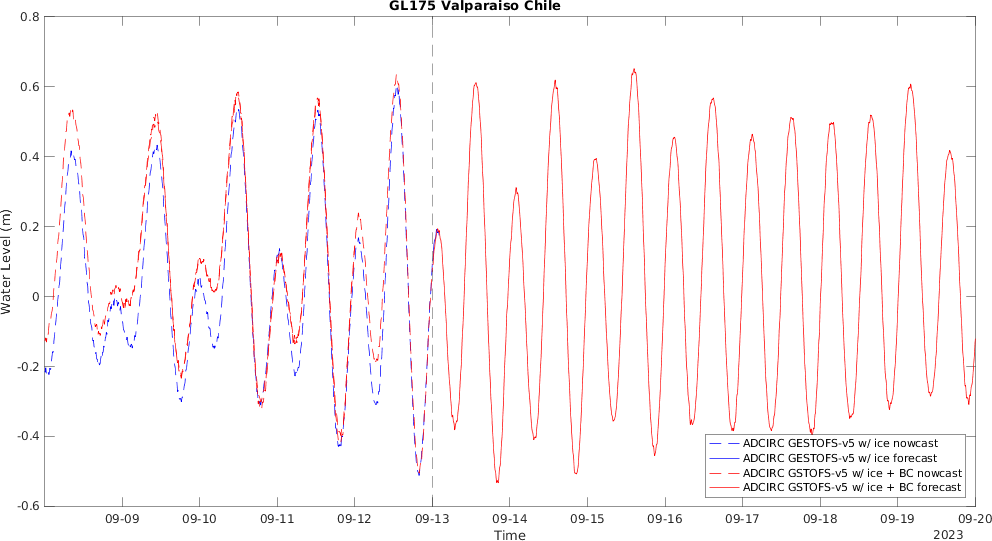 GL175 Valparaiso Chile
0.8
0.6
0.4
0.2
0
-0.2
-0.4
-0.6
Water Level (m)
ADCIRC GESTOFS-v5 w/ ice nowcast
ADCIRC GESTOFS-v5 w/ ice forecast
ADCIRC GSTOFS-v5 w/ ice + BC nowcast
ADCIRC GSTOFS-v5 w/ ice + BC forecast
09-09 09-10 09-11 09-12 09-13 09-14 09-15 09-16 09-17 09-18 09-19 09-20
Time
2023